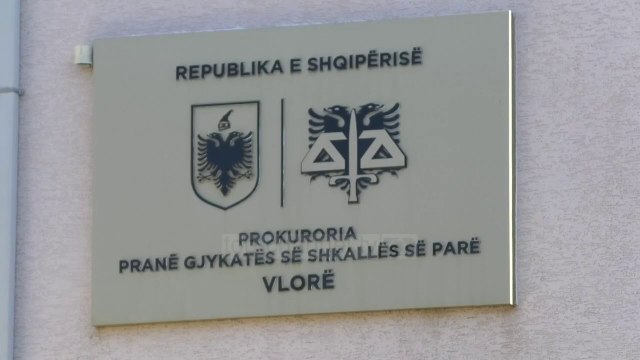 REPUBLIKA E SHQIPËRISË
PROKURORIA
PRANË GJYKATËS SË SHKALLËS SË PARË
VLORË